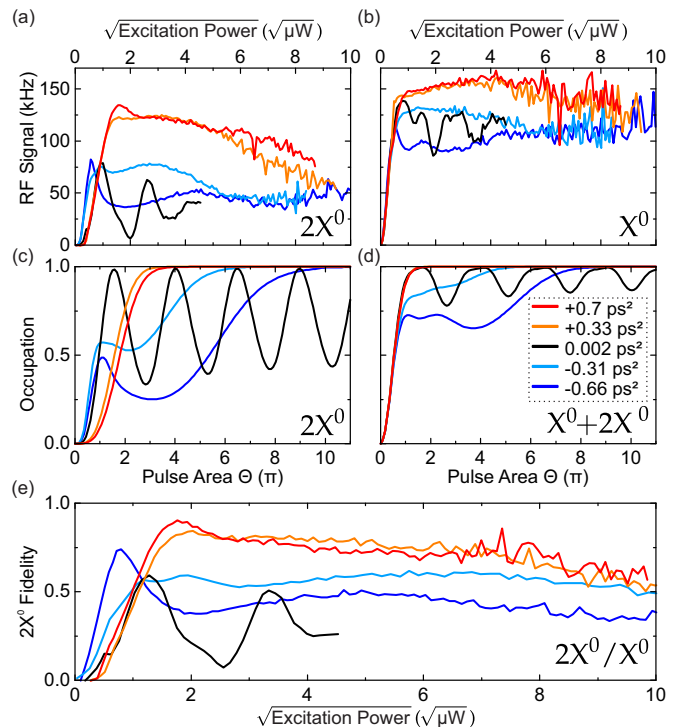 (a)
√Excitation Power (√μW)
(b)
√Excitation Power (√μW)
0 2 4 6 8 10
0 2 4 6 8 10
RF Signal (kHz)
150
100
50
0
2X⁰
X⁰
(c)
(d)
Occupation
1.0
0.5
0.0
2X⁰
+0.7 ps²
+0.33 ps²
0.002 ps²
-0.31 ps²
-0.66 ps²
X⁰+2X⁰
0 2 4 6 8 10
0 2 4 6 8 10
Pulse Area Θ (π)
Pulse Area Θ (π)
(e)
2X⁰ Fidelity
1.0
0.5
0.0
2X⁰/X⁰
0 2 4 6 8 10
√Excitation Power (√μW)